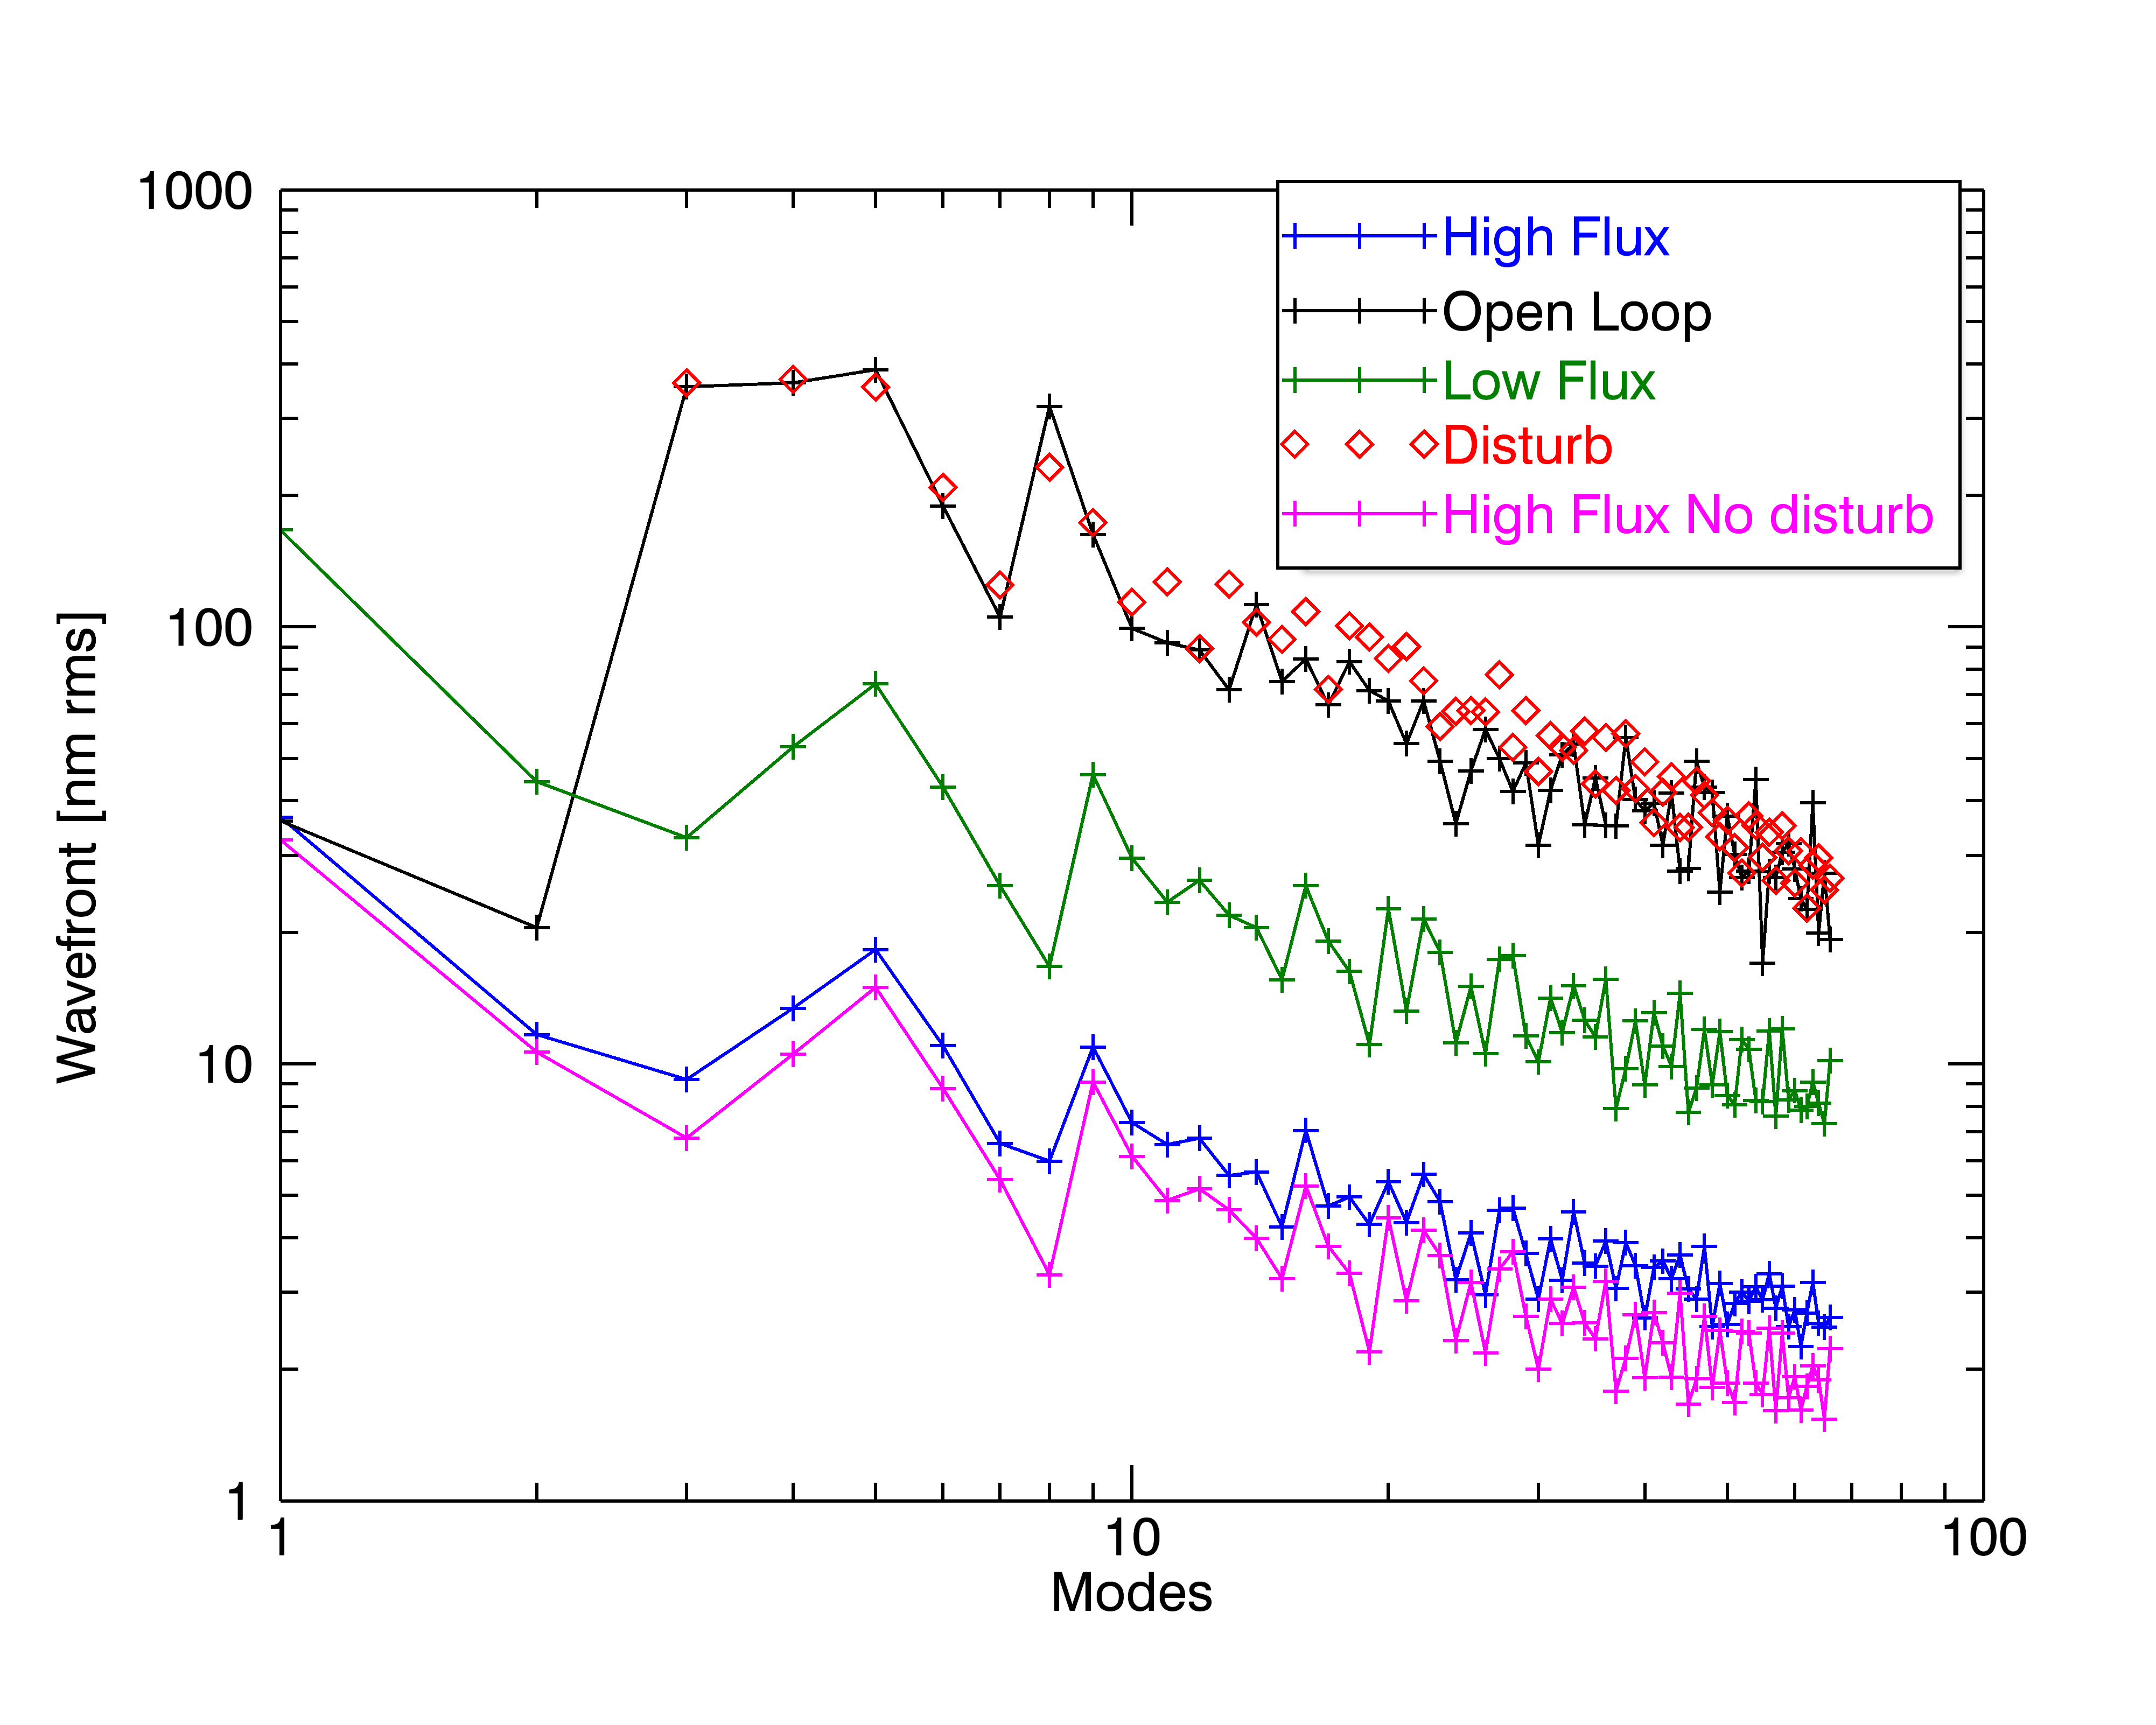 1000
100
10
1
Wavefront [nm rms]
High Flux
Open Loop
Low Flux
Disturb
High Flux No disturb
1
10
100
Modes